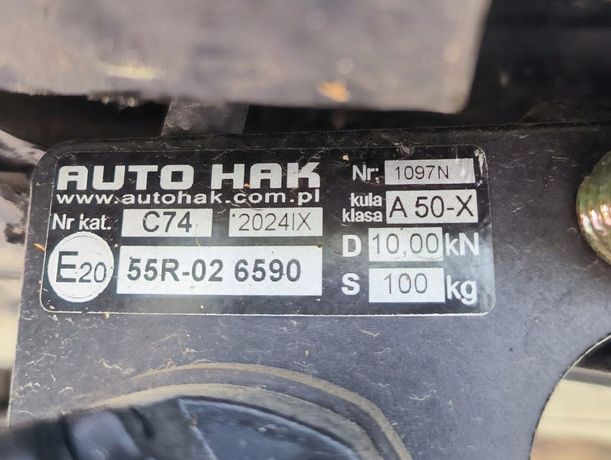 AUTO HAK
www.autohak.com.pl
Nr kat. C74 2024IX
E20 55R-02 6590
Nr: 1097N
kula klasa A 50-X
D 10,00 kN
S 100 kg